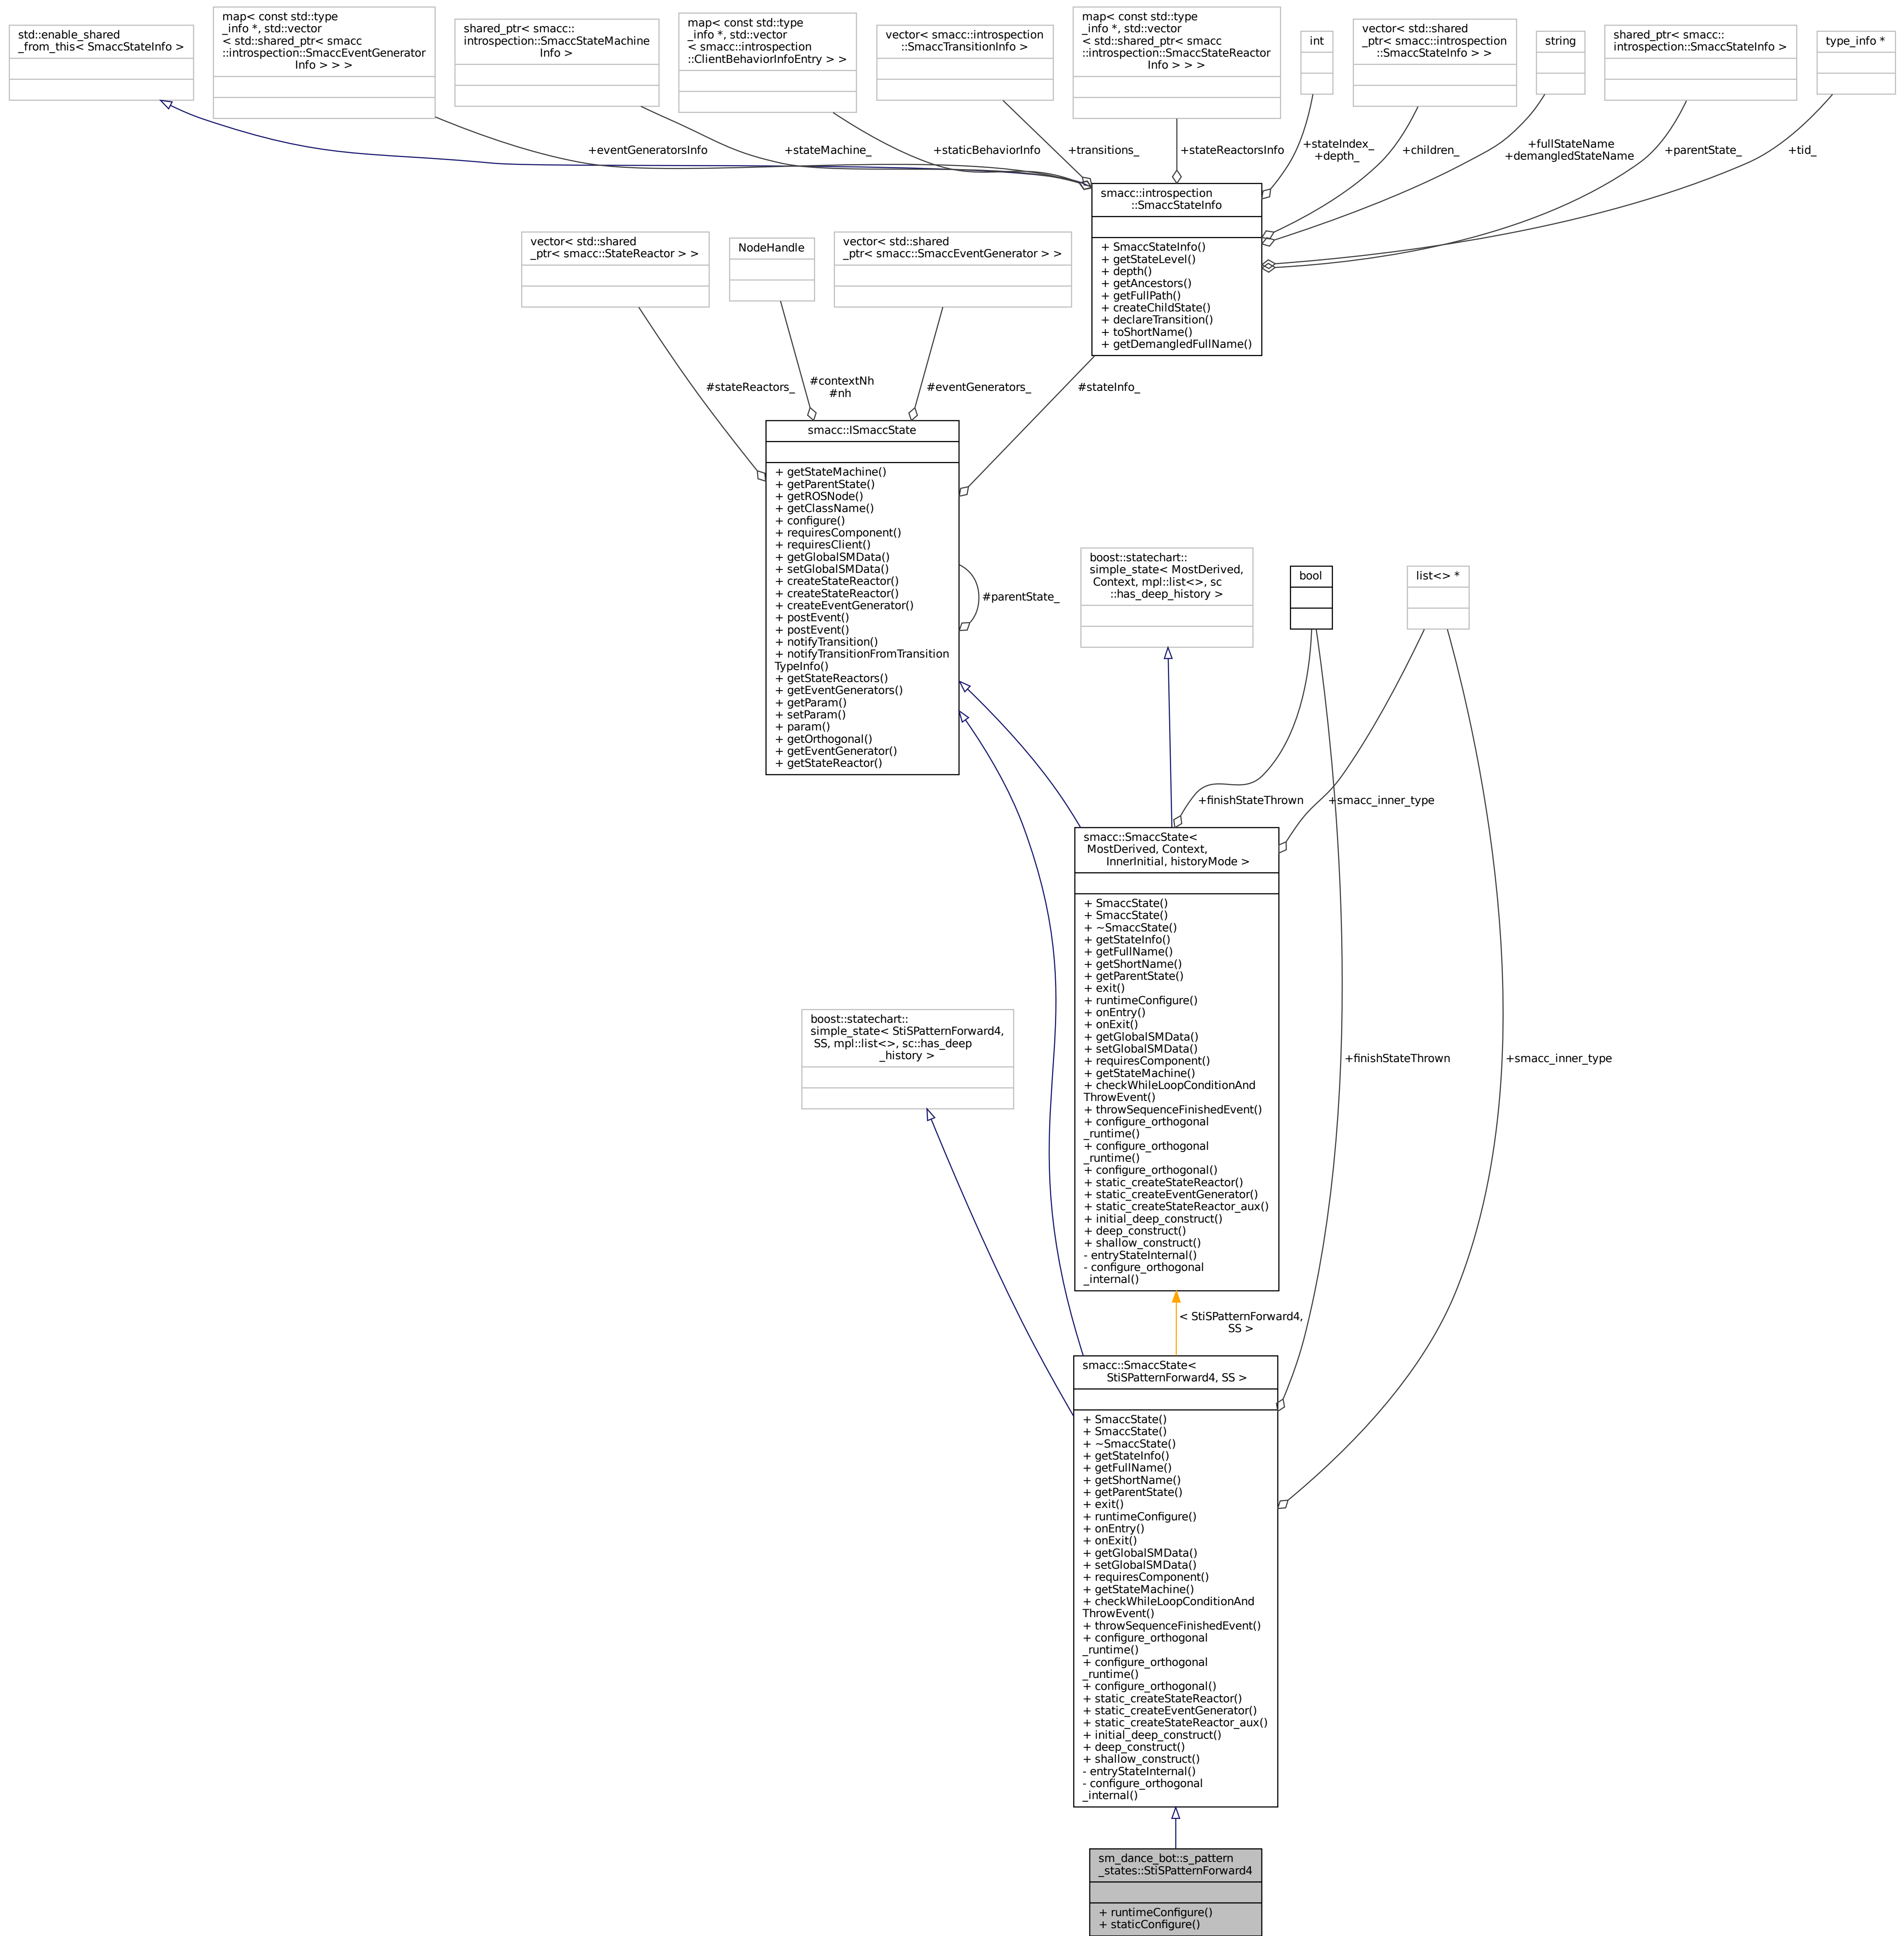 std::enable_shared
_from_this< SmaccStateInfo >
map< const std::type
_info *, std::vector
< std::shared_ptr< smacc
::introspection::SmaccEventGenerator
Info > > >
shared_ptr< smacc::
introspection::SmaccStateMachine
Info >
map< const std::type
_info *, std::vector
< smacc::introspection
::ClientBehaviorInfoEntry > >
vector< smacc::introspection
::SmaccTransitionInfo >
map< const std::type
_info *, std::vector
< std::shared_ptr< smacc
::introspection::SmaccStateReactor
Info > > >
int
vector< std::shared
_ptr< smacc::introspection
::SmaccStateInfo > >
string
shared_ptr< smacc::
introspection::SmaccStateInfo >
type_info *
+eventGeneratorsInfo
+stateMachine_
+staticBehaviorInfo
+transitions_
+stateReactorsInfo
+stateIndex_
+depth_
+children_
+fullStateName
+demangledStateName
+parentState_
+tid_
smacc::introspection
::SmaccStateInfo
+ SmaccStateInfo()
+ getStateLevel()
+ depth()
+ getAncestors()
+ getFullPath()
+ createChildState()
+ declareTransition()
+ toShortName()
+ getDemangledFullName()
vector< std::shared
_ptr< smacc::StateReactor > >
NodeHandle
vector< std::shared
_ptr< smacc::SmaccEventGenerator > >
#stateReactors_
#contextNh
#nh
#eventGenerators_
#stateInfo_
smacc::ISmaccState
+ getStateMachine()
+ getParentState()
+ getROSNode()
+ getClassName()
+ configure()
+ requiresComponent()
+ requiresClient()
+ getGlobalSMData()
+ setGlobalSMData()
+ createStateReactor()
+ createStateReactor()
+ createEventGenerator()
+ postEvent()
+ postEvent()
+ notifyTransition()
+ notifyTransitionFromTransition
TypeInfo()
+ getStateReactors()
+ getEventGenerators()
+ getParam()
+ setParam()
+ param()
+ getOrthogonal()
+ getEventGenerator()
+ getStateReactor()
#parentState_
boost::statechart::
simple_state< MostDerived,
Context, mpl::list<>, sc
::has_deep_history >
bool
list<> *
+finishStateThrown
+smacc_inner_type
smacc::SmaccState<
MostDerived, Context,
InnerInitial, historyMode >
+ SmaccState()
+ SmaccState()
+ ~SmaccState()
+ getStateInfo()
+ getFullName()
+ getShortName()
+ getParentState()
+ exit()
+ runtimeConfigure()
+ onEntry()
+ onExit()
+ getGlobalSMData()
+ setGlobalSMData()
+ requiresComponent()
+ getStateMachine()
+ checkWhileLoopConditionAnd
ThrowEvent()
+ throwSequenceFinishedEvent()
+ configure_orthogonal
_runtime()
+ configure_orthogonal
_runtime()
+ configure_orthogonal()
+ static_createStateReactor()
+ static_createEventGenerator()
+ static_createStateReactor_aux()
+ initial_deep_construct()
+ deep_construct()
+ shallow_construct()
- entryStateInternal()
- configure_orthogonal
_internal()
boost::statechart::
simple_state< StiSPatternForward4,
SS, mpl::list<>, sc::has_deep
_history >
+finishStateThrown
+smacc_inner_type
< StiSPatternForward4,
SS >
smacc::SmaccState<
StiSPatternForward4, SS >
+ SmaccState()
+ SmaccState()
+ ~SmaccState()
+ getStateInfo()
+ getFullName()
+ getShortName()
+ getParentState()
+ exit()
+ runtimeConfigure()
+ onEntry()
+ onExit()
+ getGlobalSMData()
+ setGlobalSMData()
+ requiresComponent()
+ getStateMachine()
+ checkWhileLoopConditionAnd
ThrowEvent()
+ throwSequenceFinishedEvent()
+ configure_orthogonal
_runtime()
+ configure_orthogonal
_runtime()
+ configure_orthogonal()
+ static_createStateReactor()
+ static_createEventGenerator()
+ static_createStateReactor_aux()
+ initial_deep_construct()
+ deep_construct()
+ shallow_construct()
- entryStateInternal()
- configure_orthogonal
_internal()
sm_dance_bot::s_pattern
_states::StiSPatternForward4
+ runtimeConfigure()
+ staticConfigure()